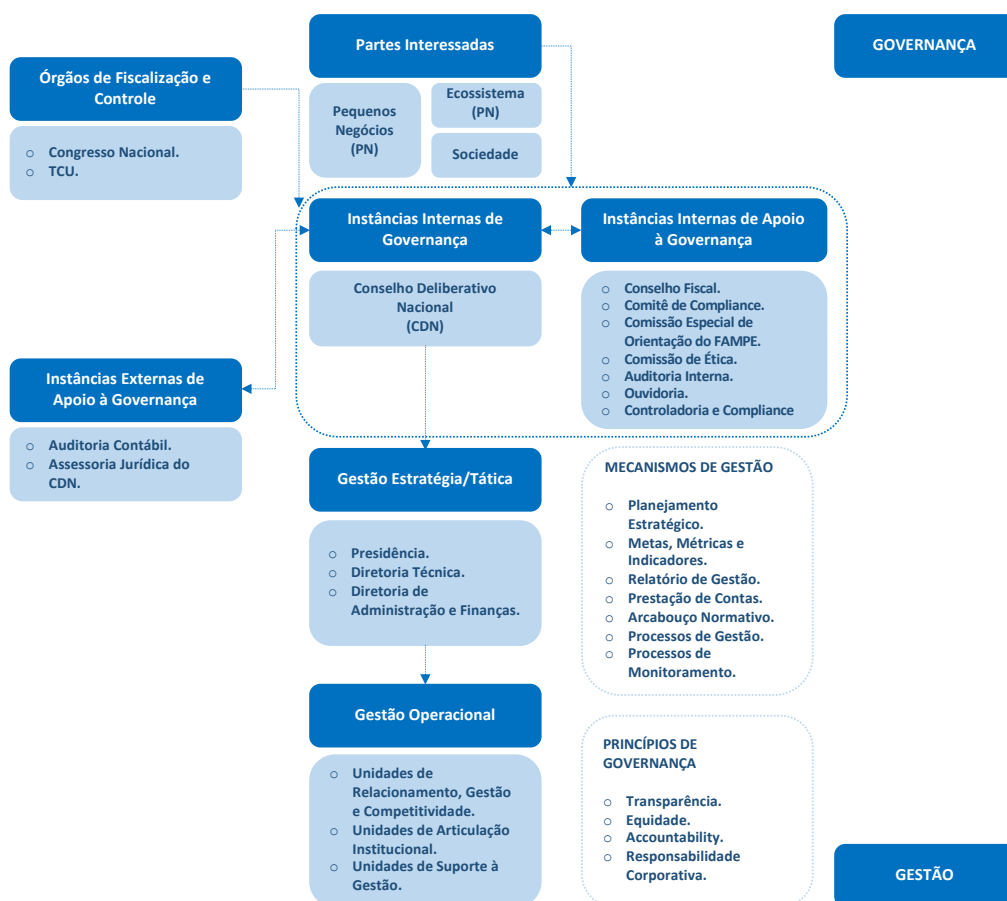 Partes Interessadas
GOVERNANÇA
Órgãos de Fiscalização e
Controle
Pequenos
Negócios
(PN)
Ecossistema
(PN)
Sociedade
o Congresso Nacional.
o TCU.
Instâncias Internas de
Governança
Instâncias Internas de Apoio
à Governança
Conselho Deliberativo
Nacional
(CDN)
o Conselho Fiscal.
o Comitê de Compliance.
o Comissão Especial de
Orientação do FAMPE.
o Comissão de Ética.
o Auditoria Interna.
o Ouvidoria.
o Controladoria e Compliance
Instâncias Externas de
Apoio à Governança
o Auditoria Contábil.
o Assessoria Jurídica do
CDN.
Gestão Estratégia/Tática
o Presidência.
o Diretoria Técnica.
o Diretoria de
Administração e Finanças.
MECANISMOS DE GESTÃO
o Planejamento
Estratégico.
o Metas, Métricas e
Indicadores.
o Relatório de Gestão.
o Prestação de Contas.
o Arcabouço Normativo.
o Processos de Gestão.
o Processos de
Monitoramento.
Gestão Operacional
o Unidades de
Relacionamento, Gestão
e Competitividade.
o Unidades de Articulação
Institucional.
o Unidades de Suporte à
Gestão.
PRINCÍPIOS DE
GOVERNANÇA
o Transparência.
o Equidade.
o Accountability.
o Responsabilidade
Corporativa.
GESTÃO